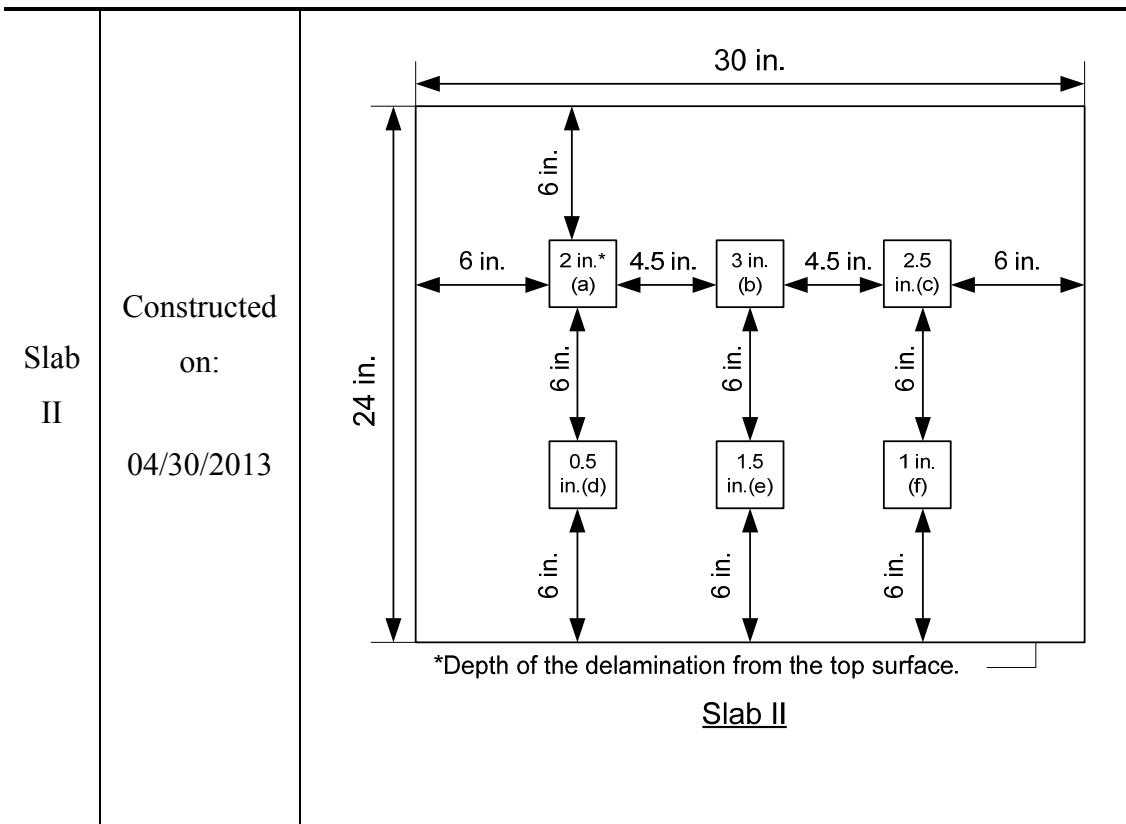 Slab
II
Constructed
on:
04/30/2013
30 in.
24 in.
6 in.
6 in.
2 in.*
(a)
4.5 in.
3 in.
(b)
4.5 in.
2.5
in.(c)
6 in.
6 in.
6 in.
6 in.
0.5
in.(d)
1.5
in.(e)
1 in.
(f)
6 in.
6 in.
6 in.
*Depth of the delamination from the top surface.
Slab II